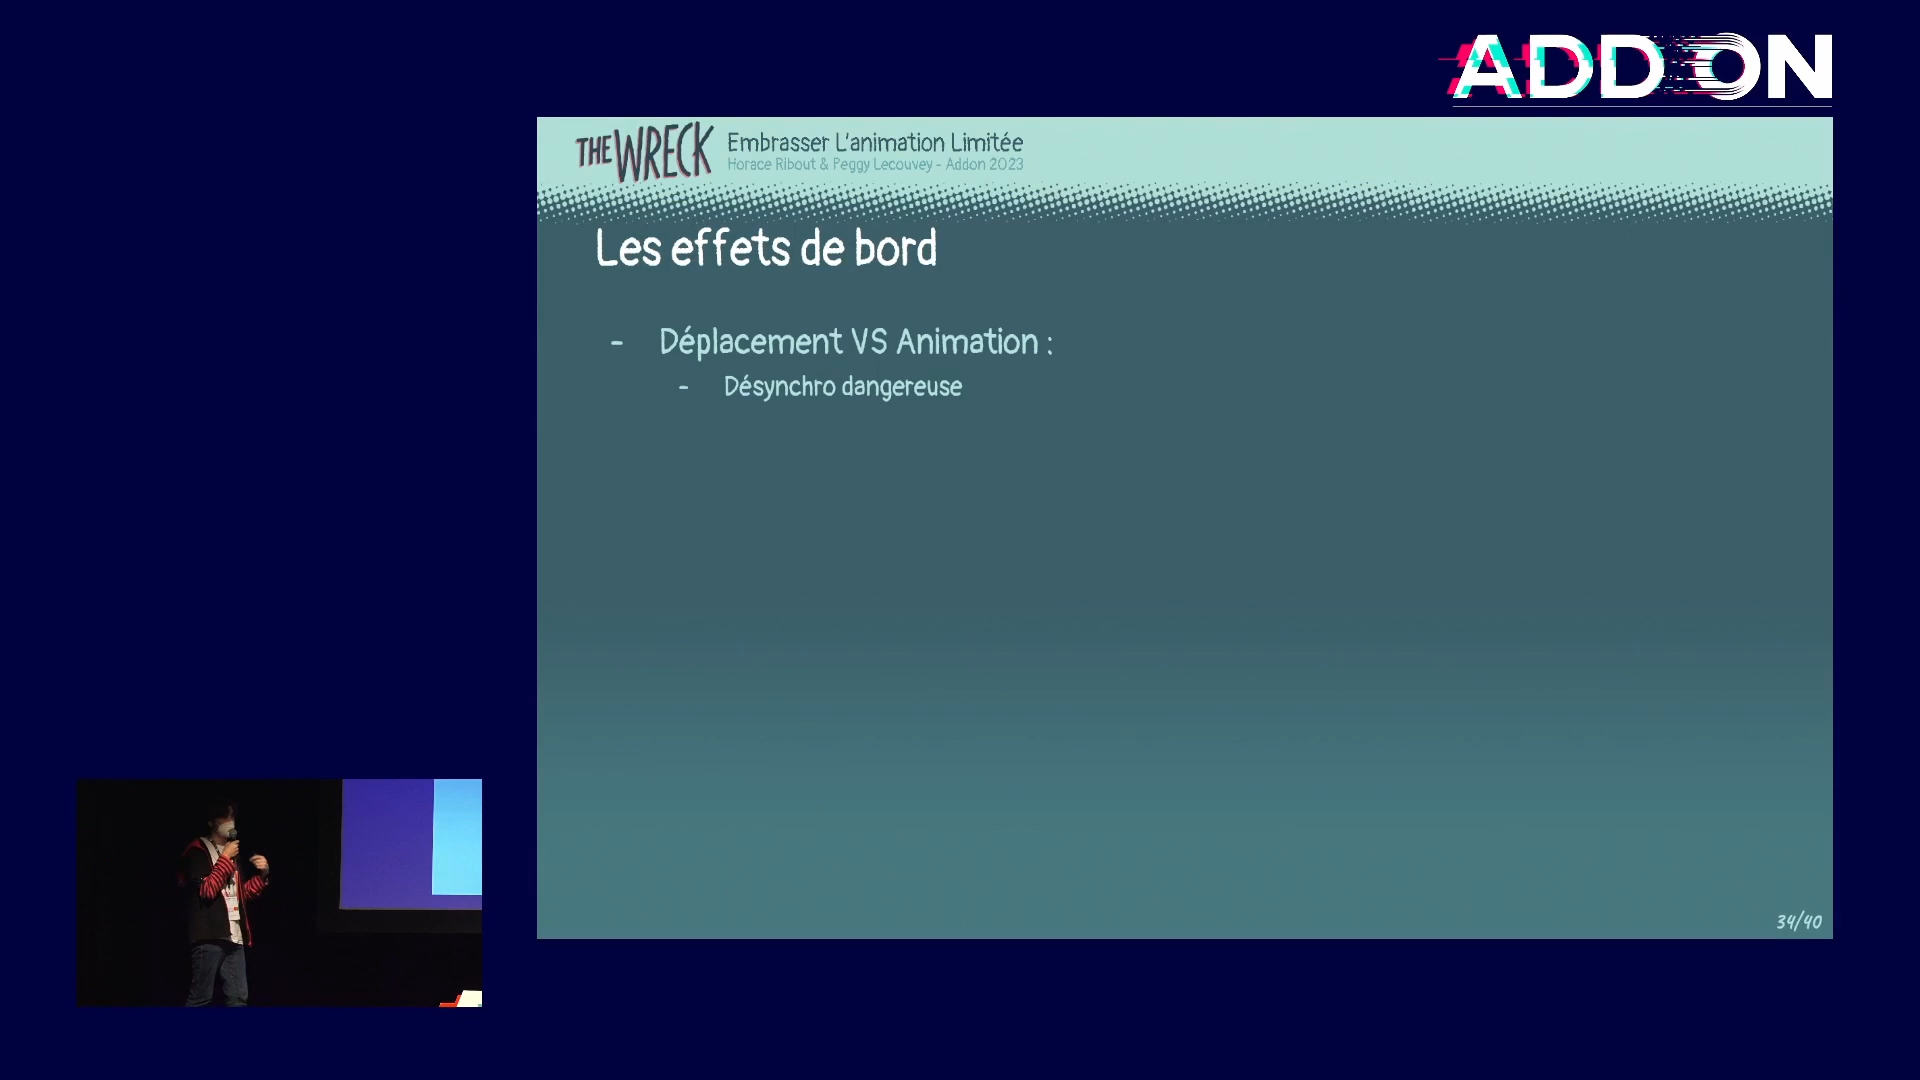 ADDON
THE WRECK
Embrasser L'animation Limitée
Horace Ribout & Peggy Lecouvey - Addon 2023
Les effets de bord
- Déplacement VS Animation :
- Désynchro dangereuse
34/40